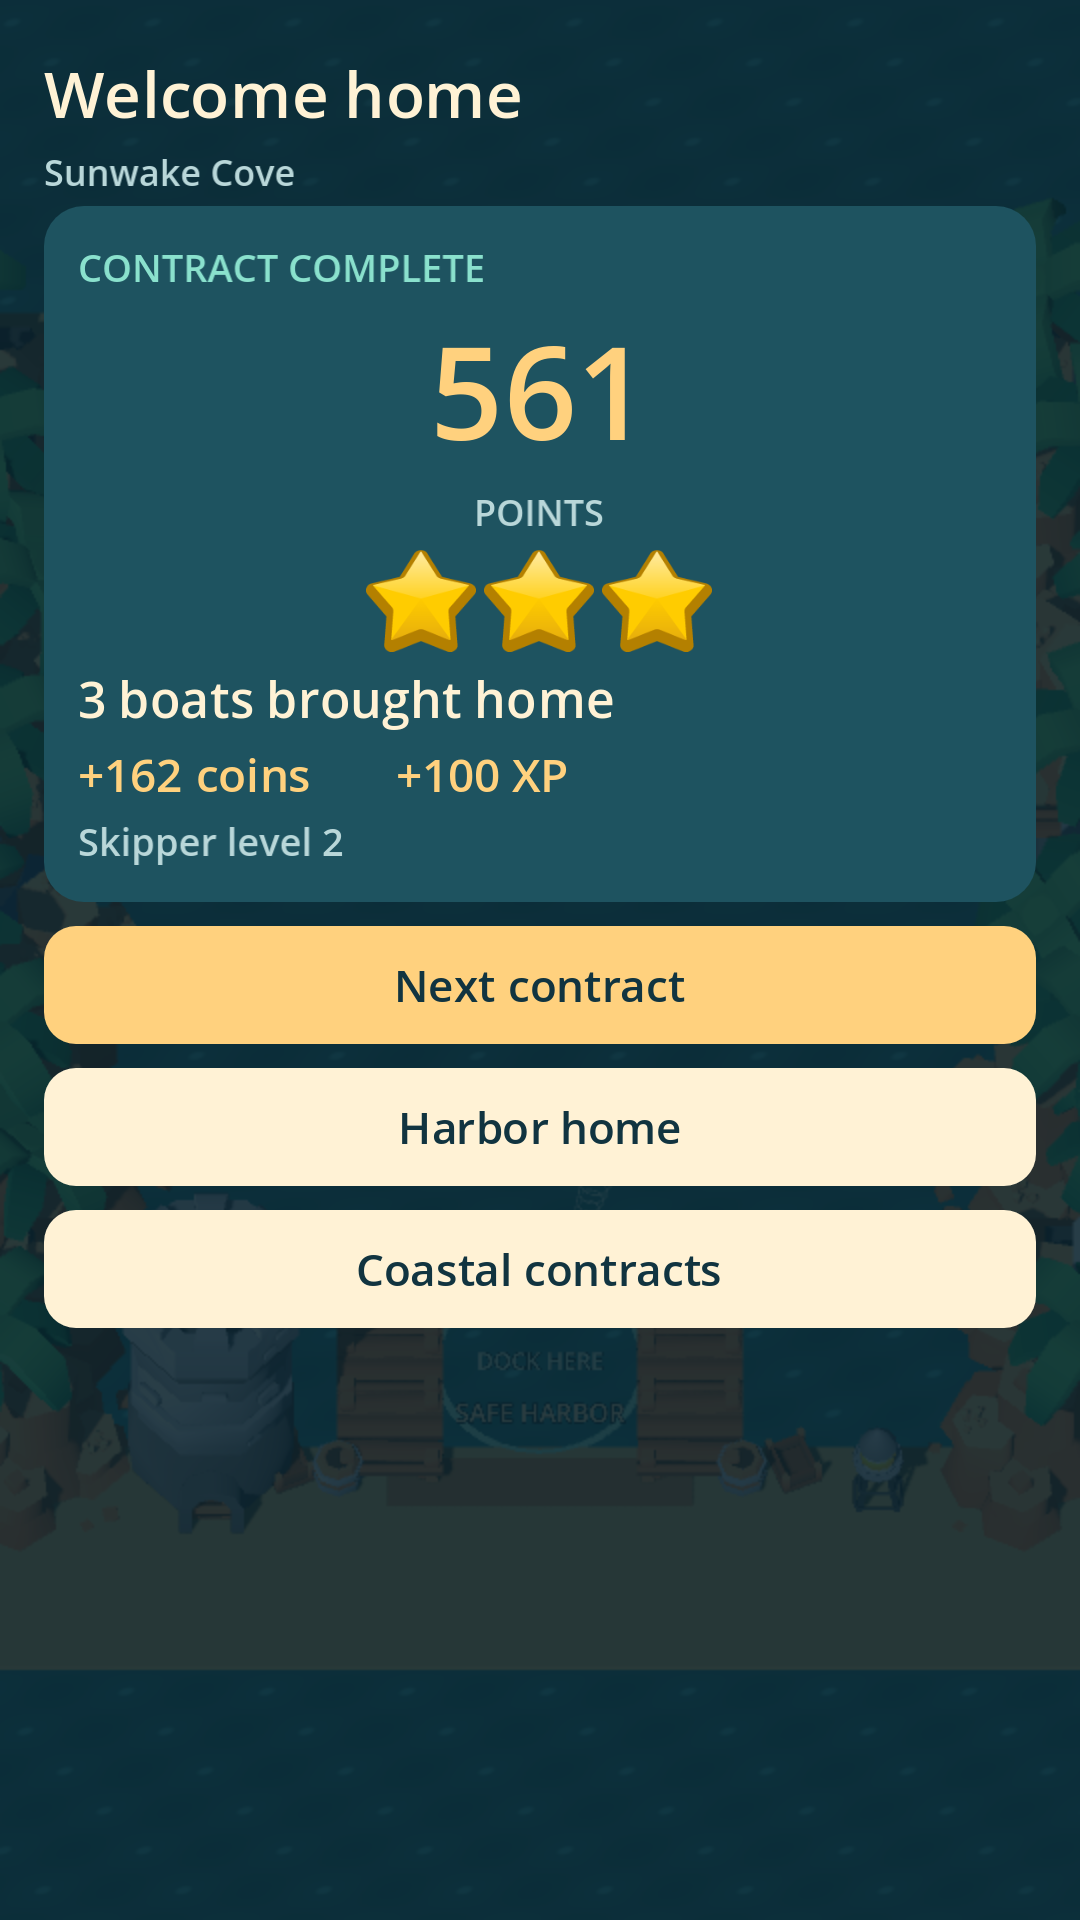 Welcome home
Sunwake Cove
CONTRACT COMPLETE
561
POINTS
3 boats brought home
+162 coins +100 XP
Skipper level 2
Next contract
Harbor home
Coastal contracts
DOCK HERE
SAFE HARBOR